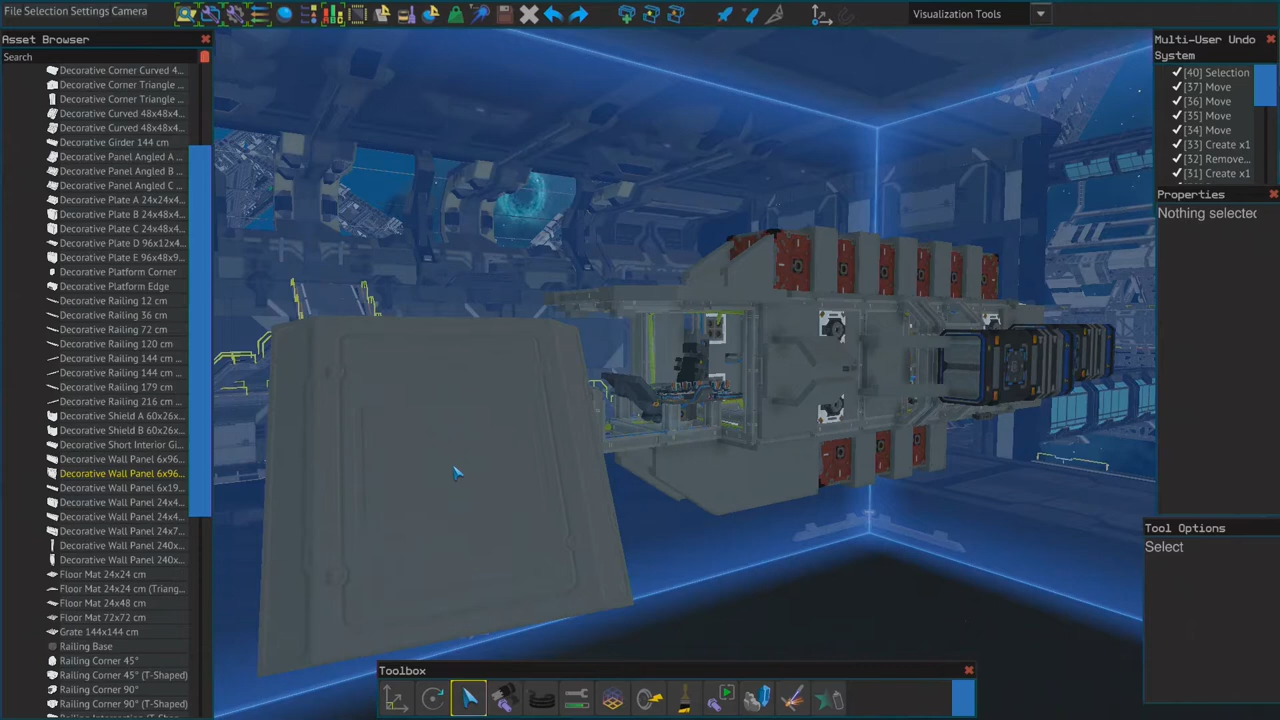 File Selection Settings Camera
Visualization Tools
Asset Browser
Search
Decorative Corner Curved 4...
Decorative Corner Triangle ...
Decorative Corner Triangle ...
Decorative Curved 48x48x4...
Decorative Curved 48x48x4...
Decorative Girder 144 cm
Decorative Panel Angled A ...
Decorative Panel Angled B ...
Decorative Panel Angled C ...
Decorative Plate A 24x48x4...
Decorative Plate B 24x48x4...
Decorative Plate C 24x48x4...
Decorative Plate D 96x12x4...
Decorative Plate E 96x48x9...
Decorative Platform Corner
Decorative Platform Edge
Decorative Railing 12 cm
Decorative Railing 36 cm
Decorative Railing 72 cm
Decorative Railing 120 cm
Decorative Railing 144 cm
Decorative Railing 144 ...
Decorative Railing 144 ...
Decorative Railing 179 cm
Decorative Railing 216 cm
Decorative Shield A 60x26x...
Decorative Shield B 60x26x...
Decorative Short Interior Gi...
Decorative Wall Panel 6x96...
Decorative Wall Panel 6x96...
Decorative Wall Panel 6x19...
Decorative Wall Panel 24x4...
Decorative Wall Panel 24x4...
Decorative Wall Panel 24x7...
Decorative Wall Panel 240x...
Decorative Wall Panel 240x...
Floor Mat 24x24 cm
Floor Mat 24x24 cm (Triang...
Floor Mat 24x48 cm
Floor Mat 72x72 cm
Grate 144x144 cm
Railing Base
Railing Corner 45°
Railing Corner 45° (T-Shaped)
Railing Corner 90°
Railing Corner 90° (T-Shaped)
Multi-User Undo
System
[40] Selection
[37] Move
[36] Move
[35] Move
[34] Move
[33] Create x1
[32] Remove...
[31] Create x1
Properties
Nothing selected
Tool Options
Select
Toolbox